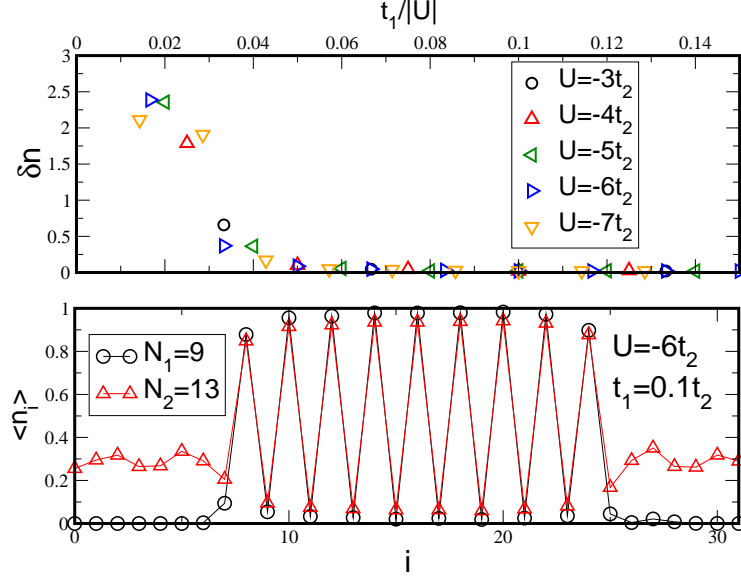 t₁/|U|
0 0.02 0.04 0.06 0.08 0.1 0.12 0.14
3
2.5
2
1.5
1
0.5
0
δn
U=-3t₂
U=-4t₂
U=-5t₂
U=-6t₂
U=-7t₂
1
0.8
0.6
0.4
0.2
0
<nᵢ>
N₁=9
N₂=13
U=-6t₂
t₁=0.1t₂
0 10 20 30
i